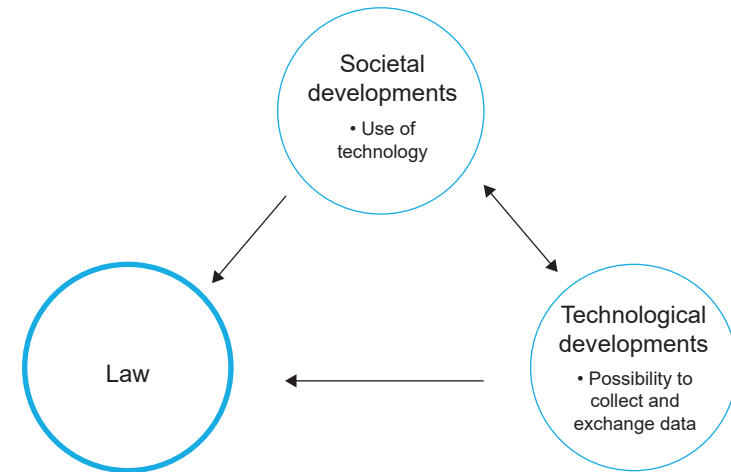 Societal
developments
• Use of
technology
Law
Technological
developments
• Possibility to
collect and
exchange data